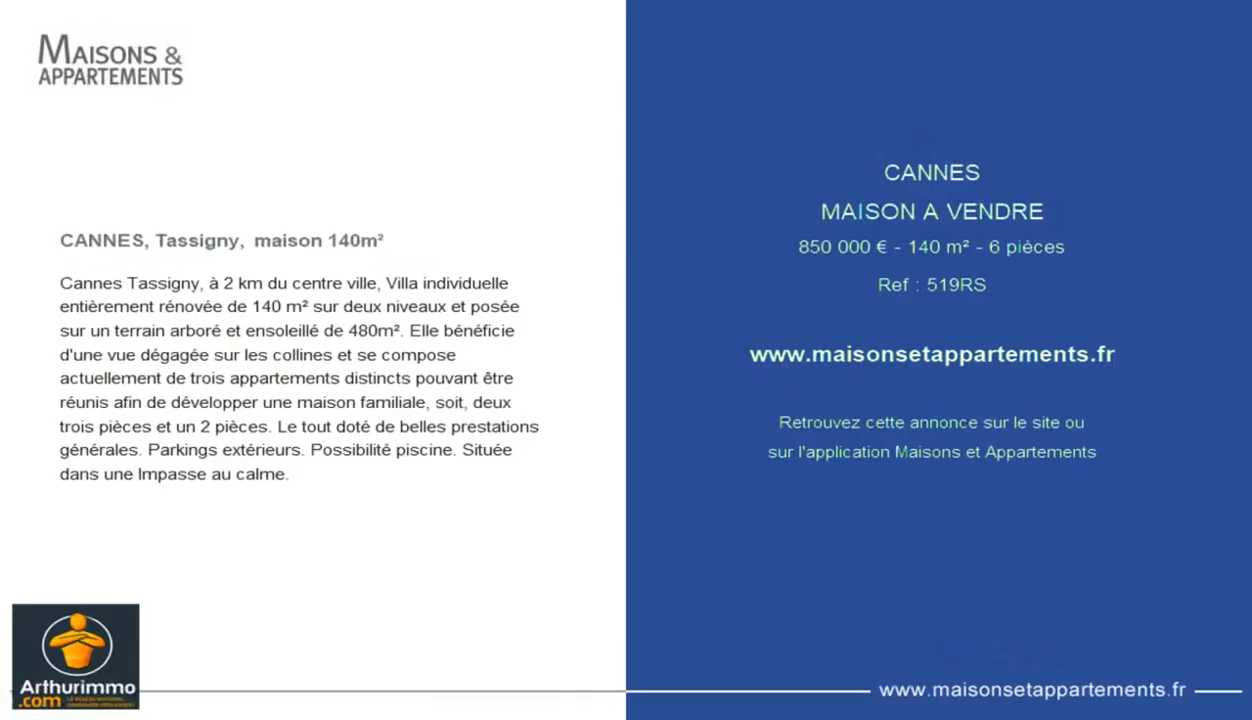 MAISONS &
APPARTEMENTS
CANNES, Tassigny, maison 140m²
Cannes Tassigny, à 2 km du centre ville, Villa individuelle
entièrement rénovée de 140 m² sur deux niveaux et posée
sur un terrain arboré et ensoleillé de 480m². Elle bénéficie
d'une vue dégagée sur les collines et se compose
actuellement de trois appartements distincts pouvant être
réunis afin de développer une maison familiale, soit, deux
trois pièces et un 2 pièces. Le tout doté de belles prestations
générales. Parkings extérieurs. Possibilité piscine. Située
dans une Impasse au calme.
Arthurimmo
.com
CANNES
MAISON A VENDRE
850 000 € - 140 m² - 6 pièces
Ref : 519RS
www.maisonsetappartements.fr
Retrouvez cette annonce sur le site ou
sur l'application Maisons et Appartements
www.maisonsetappartements.fr